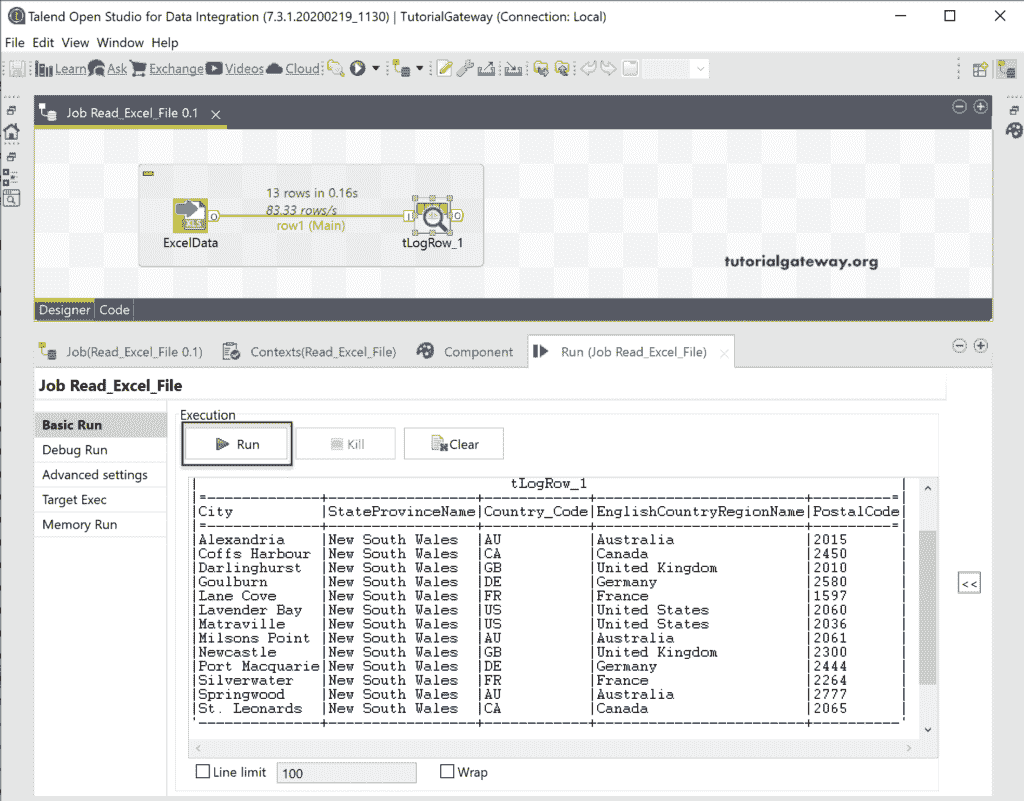 Talend Open Studio for Data Integration (7.3.1.20200219_1130) | TutorialGateway (Connection: Local)
File Edit View Window Help
Learn Ask Exchange Videos Cloud
Job Read_Excel_File 0.1
13 rows in 0.16s
83.33 rows/s
row1 (Main)
ExcelData
tLogRow_1
tutorialgateway.org
Designer Code
Job(Read_Excel_File 0.1) Contexts(Read_Excel_File) Component Run (Job Read_Excel_File)
Job Read_Excel_File
Basic Run
Debug Run
Advanced settings
Target Exec
Memory Run
Execution
Run Kill Clear
| tLogRow_1 |
|=-----------+-----------------+------------+------------------------+----------=|
|City |StateProvinceName|Country_Code|EnglishCountryRegionName|PostalCode|
|=-----------+-----------------+------------+------------------------+----------=|
|Alexandria |New South Wales |AU |Australia |2015 |
|Coffs Harbour |New South Wales |CA |Canada |2450 |
|Darlinghurst |New South Wales |GB |United Kingdom |2010 |
|Goulburn |New South Wales |DE |Germany |2580 |
|Lane Cove |New South Wales |FR |France |1597 |
|Lavender Bay |New South Wales |US |United States |2060 |
|Matraville |New South Wales |US |United States |2036 |
|Milsons Point |New South Wales |AU |Australia |2061 |
|Newcastle |New South Wales |GB |United Kingdom |2300 |
|Port Macquarie|New South Wales |DE |Germany |2444 |
|Silverwater |New South Wales |FR |France |2264 |
|Springwood |New South Wales |AU |Australia |2777 |
|St. Leonards |New South Wales |CA |Canada |2065 |
'------------+-----------------+------------+------------------------+-----------'
<<
Line limit 100 Wrap